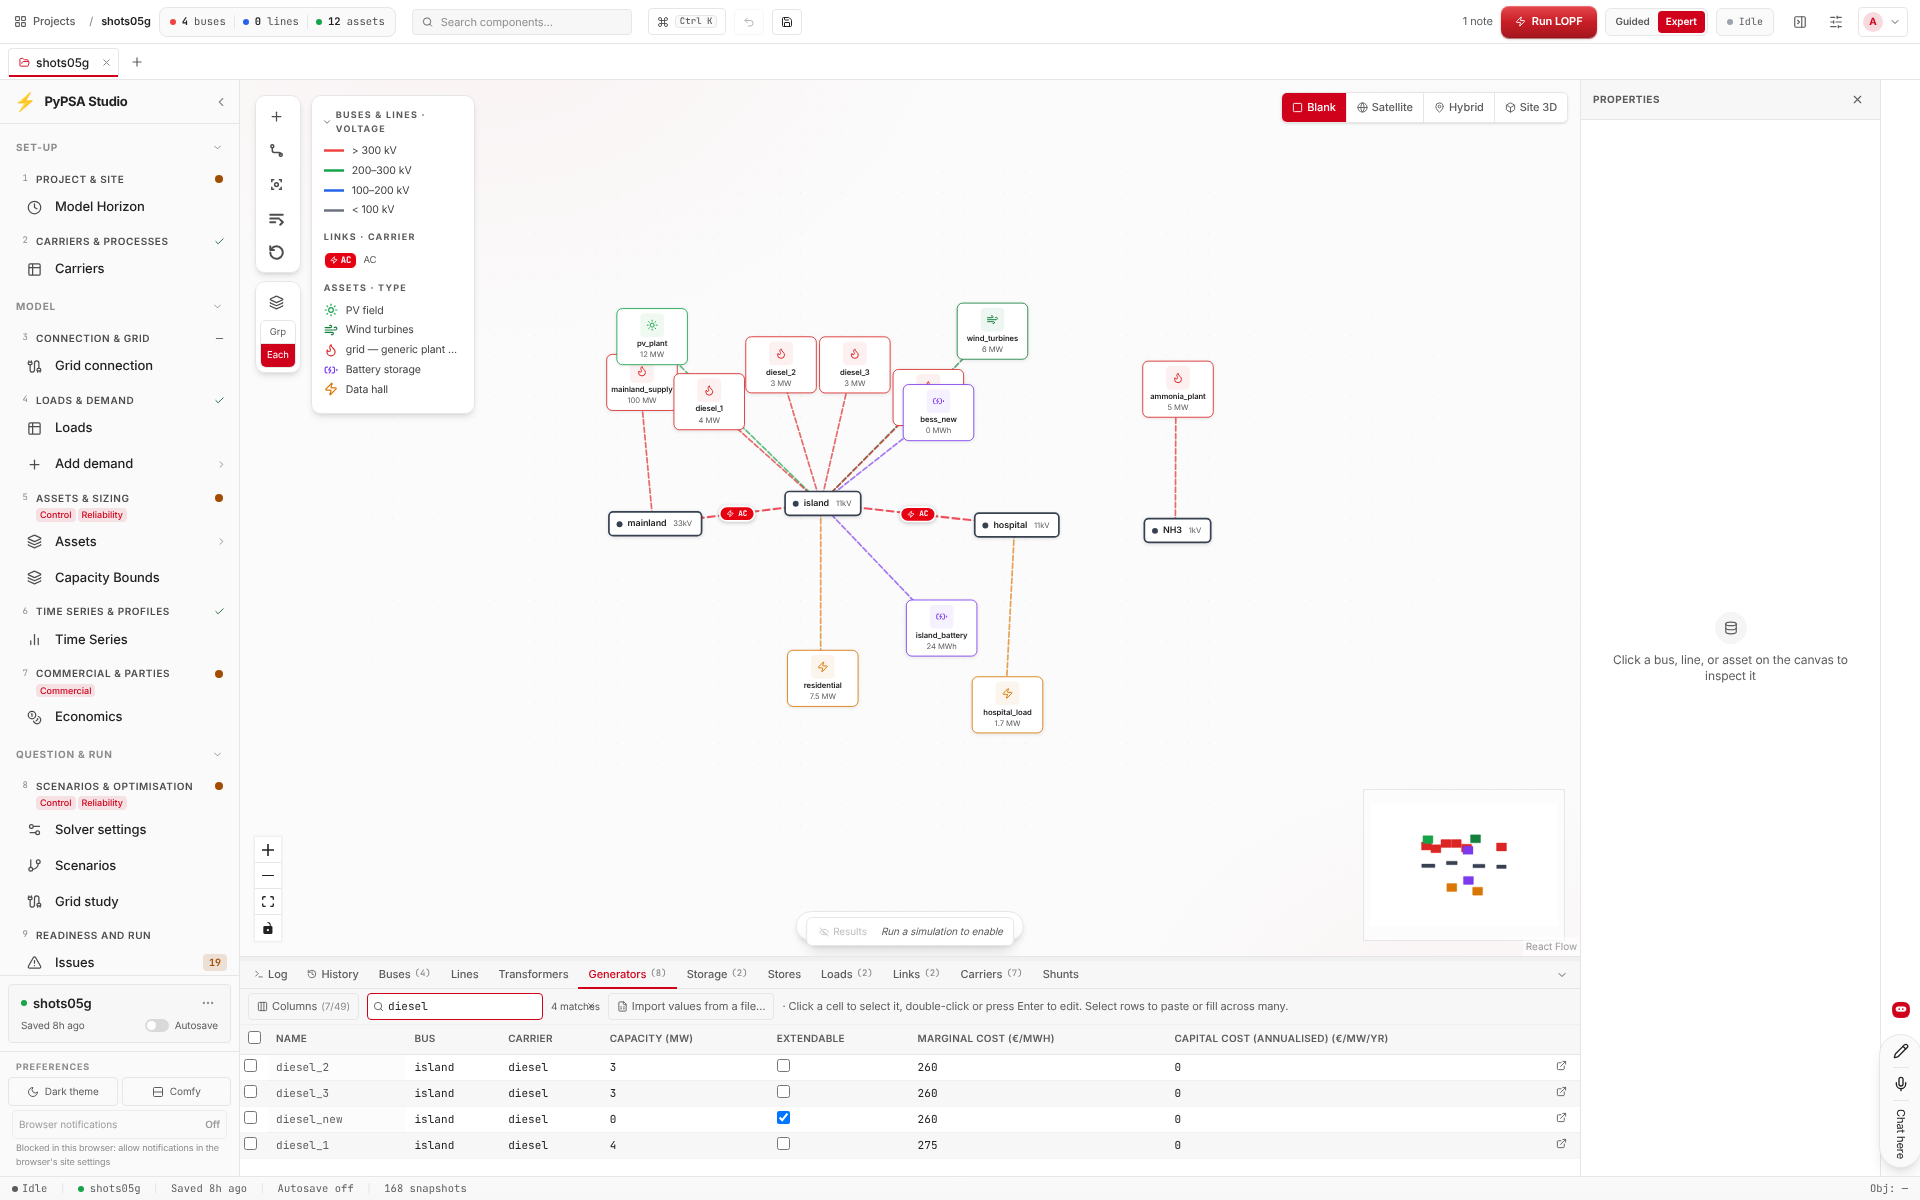 Projects / shots05g
4 buses 0 lines 12 assets
Search components...
Ctrl K
1 note
Run LOPF
Guided Expert
Idle
A
shots05g
PyPSA Studio
SET-UP
1 PROJECT & SITE
Model Horizon
2 CARRIERS & PROCESSES
Carriers
MODEL
3 CONNECTION & GRID
Grid connection
4 LOADS & DEMAND
Loads
Add demand
5 ASSETS & SIZING
Control Reliability
Assets
Capacity Bounds
6 TIME SERIES & PROFILES
Time Series
7 COMMERCIAL & PARTIES
Commercial
Economics
QUESTION & RUN
8 SCENARIOS & OPTIMISATION
Control Reliability
Solver settings
Scenarios
Grid study
9 READINESS AND RUN
Issues 19
shots05g
Saved 8h ago Autosave
PREFERENCES
Dark theme Comfy
Browser notifications Off
Blocked in this browser: allow notifications in the
browser's site settings
Grp
Each
BUSES & LINES ·
VOLTAGE
> 300 kV
200–300 kV
100–200 kV
< 100 kV
LINKS · CARRIER
AC AC
ASSETS · TYPE
PV field
Wind turbines
grid — generic plant ...
Battery storage
Data hall
Blank Satellite Hybrid Site 3D
pv_plant
12 MW
mainland_supply
100 MW
diesel_1
4 MW
diesel_2
3 MW
diesel_3
3 MW
wind_turbines
6 MW
bess_new
0 MWh
ammonia_plant
5 MW
mainland 33kV
AC
island 11kV
AC
hospital 11kV
NH3 1kV
island_battery
24 MWh
residential
7.5 MW
hospital_load
1.7 MW
Results Run a simulation to enable
React Flow
PROPERTIES
Click a bus, line, or asset on the canvas to
inspect it
Chat here
Log History Buses (4) Lines Transformers Generators (8) Storage (2) Stores Loads (2) Links (2) Carriers (7) Shunts
Columns (7/49) diesel 4 matches Import values from a file... · Click a cell to select it, double-click or press Enter to edit. Select rows to paste or fill across many.
NAME BUS CARRIER CAPACITY (MW) EXTENDABLE MARGINAL COST (€/MWH) CAPITAL COST (ANNUALISED) (€/MW/YR)
diesel_2 island diesel 3 260 0
diesel_3 island diesel 3 260 0
diesel_new island diesel 0 260 0
diesel_1 island diesel 4 275 0
Idle shots05g Saved 8h ago Autosave off 168 snapshots Obj: —